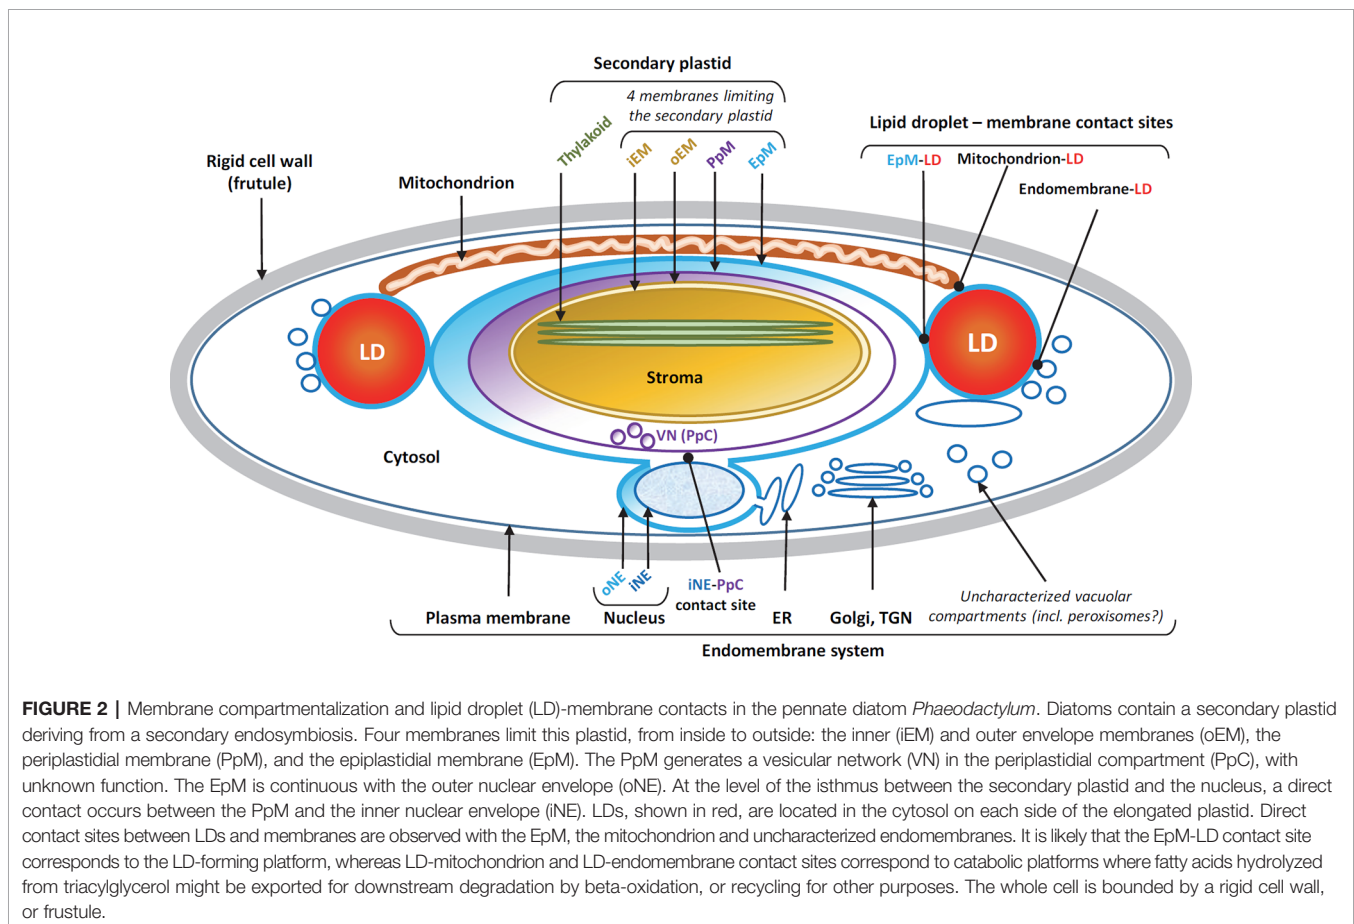 Secondary plastid
4 membranes limiting
the secondary plastid
Thylakoid
iEM
oEM
PpM
EpM
Lipid droplet – membrane contact sites
EpM-LD
Mitochondrion-LD
Endomembrane-LD
Rigid cell wall
(frutule)
Mitochondrion
LD
LD
Stroma
VN (PpC)
Cytosol
oNE
iNE
iNE-PpC
contact site
Plasma membrane
Nucleus
ER
Golgi, TGN
Uncharacterized vacuolar
compartments (incl. peroxisomes?)
Endomembrane system
FIGURE 2 | Membrane compartmentalization and lipid droplet (LD)-membrane contacts in the pennate diatom Phaeodactylum. Diatoms contain a secondary plastid
deriving from a secondary endosymbiosis. Four membranes limit this plastid, from inside to outside: the inner (iEM) and outer envelope membranes (oEM), the
periplastidial membrane (PpM), and the epiplastidial membrane (EpM). The PpM generates a vesicular network (VN) in the periplastidial compartment (PpC), with
unknown function. The EpM is continuous with the outer nuclear envelope (oNE). At the level of the isthmus between the secondary plastid and the nucleus, a direct
contact occurs between the PpM and the inner nuclear envelope (iNE). LDs, shown in red, are located in the cytosol on each side of the elongated plastid. Direct
contact sites between LDs and membranes are observed with the EpM, the mitochondrion and uncharacterized endomembranes. It is likely that the EpM-LD contact site
corresponds to the LD-forming platform, whereas LD-mitochondrion and LD-endomembrane contact sites correspond to catabolic platforms where fatty acids hydrolyzed
from triacylglycerol might be exported for downstream degradation by beta-oxidation, or recycling for other purposes. The whole cell is bounded by a rigid cell wall,
or frustule.